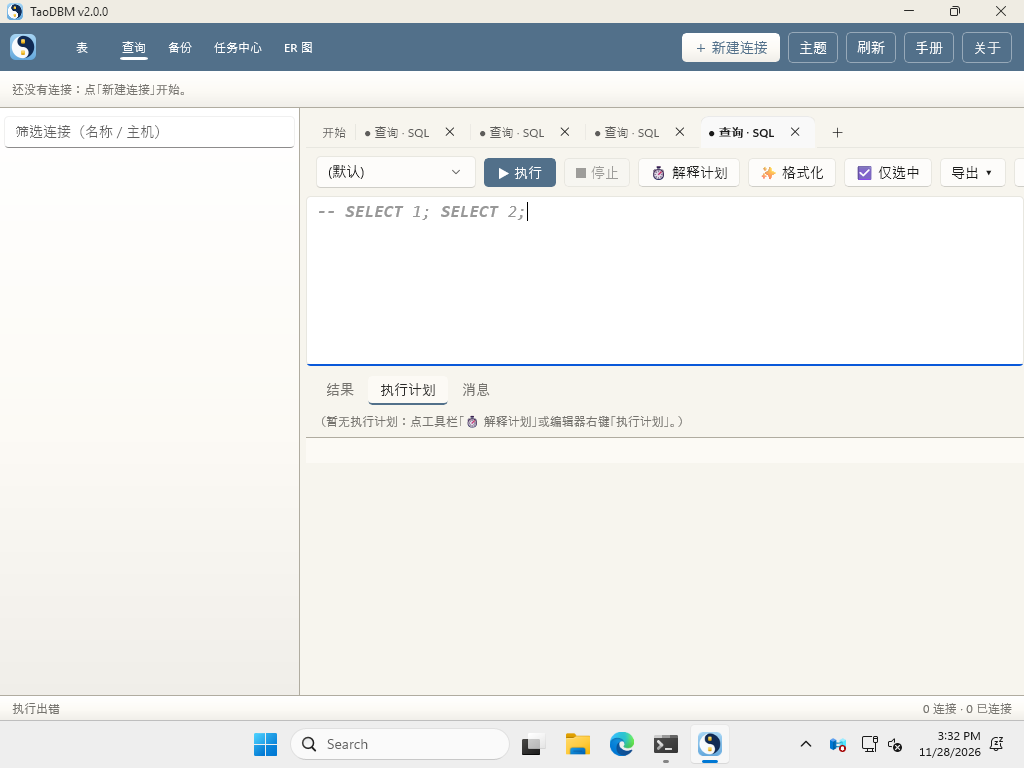 TaoDBM v2.0.0
表 查询 备份 任务中心 ER 图 + 新建连接 主题 刷新 手册 关于
还没有连接：点「新建连接」开始。
筛选连接（名称 / 主机）
开始 • 查询 · SQL • 查询 · SQL • 查询 · SQL • 查询 · SQL
(默认) 执行 停止 解释计划 格式化 仅选中 导出
-- SELECT 1; SELECT 2;
结果 执行计划 消息
（暂无执行计划：点工具栏「⏱ 解释计划」或编辑器右键「执行计划」。）
执行出错 0 连接 · 0 已连接
Search
3:32 PM
11/28/2026